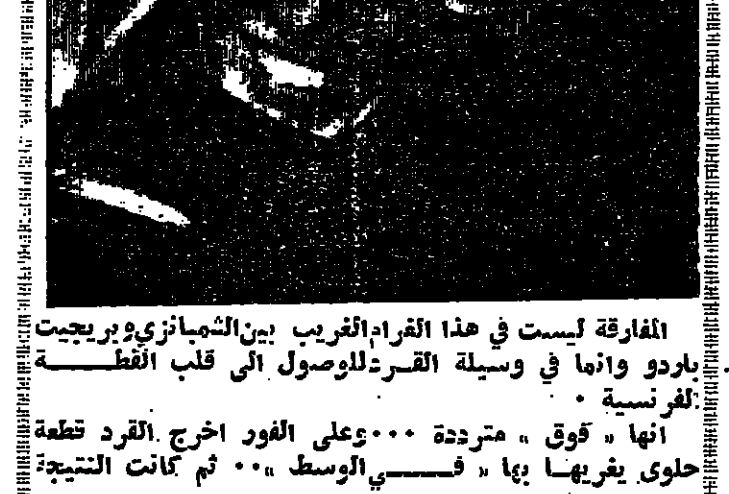 المفارقة ليست في هذا القرام الغريب بين الشمبانزي وبريجيت
باردو وانما في وسيلة القرد للوصول الى قلب القطة
الفرنسية .
انها « فوق » مترددة ... وعلى الفور اخرج القرد قطعة
حلوى يغريها بها « في الوسط » .. ثم كانت النتيجة